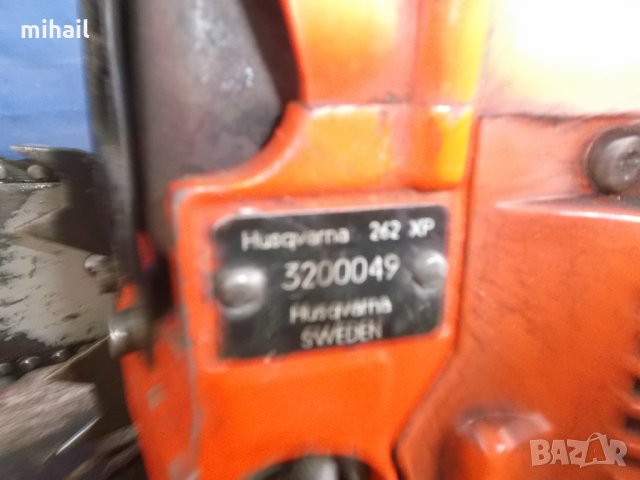 mihail
Husqvarna 262 XP
3200049
Husqvarna
SWEDEN
BAZAR